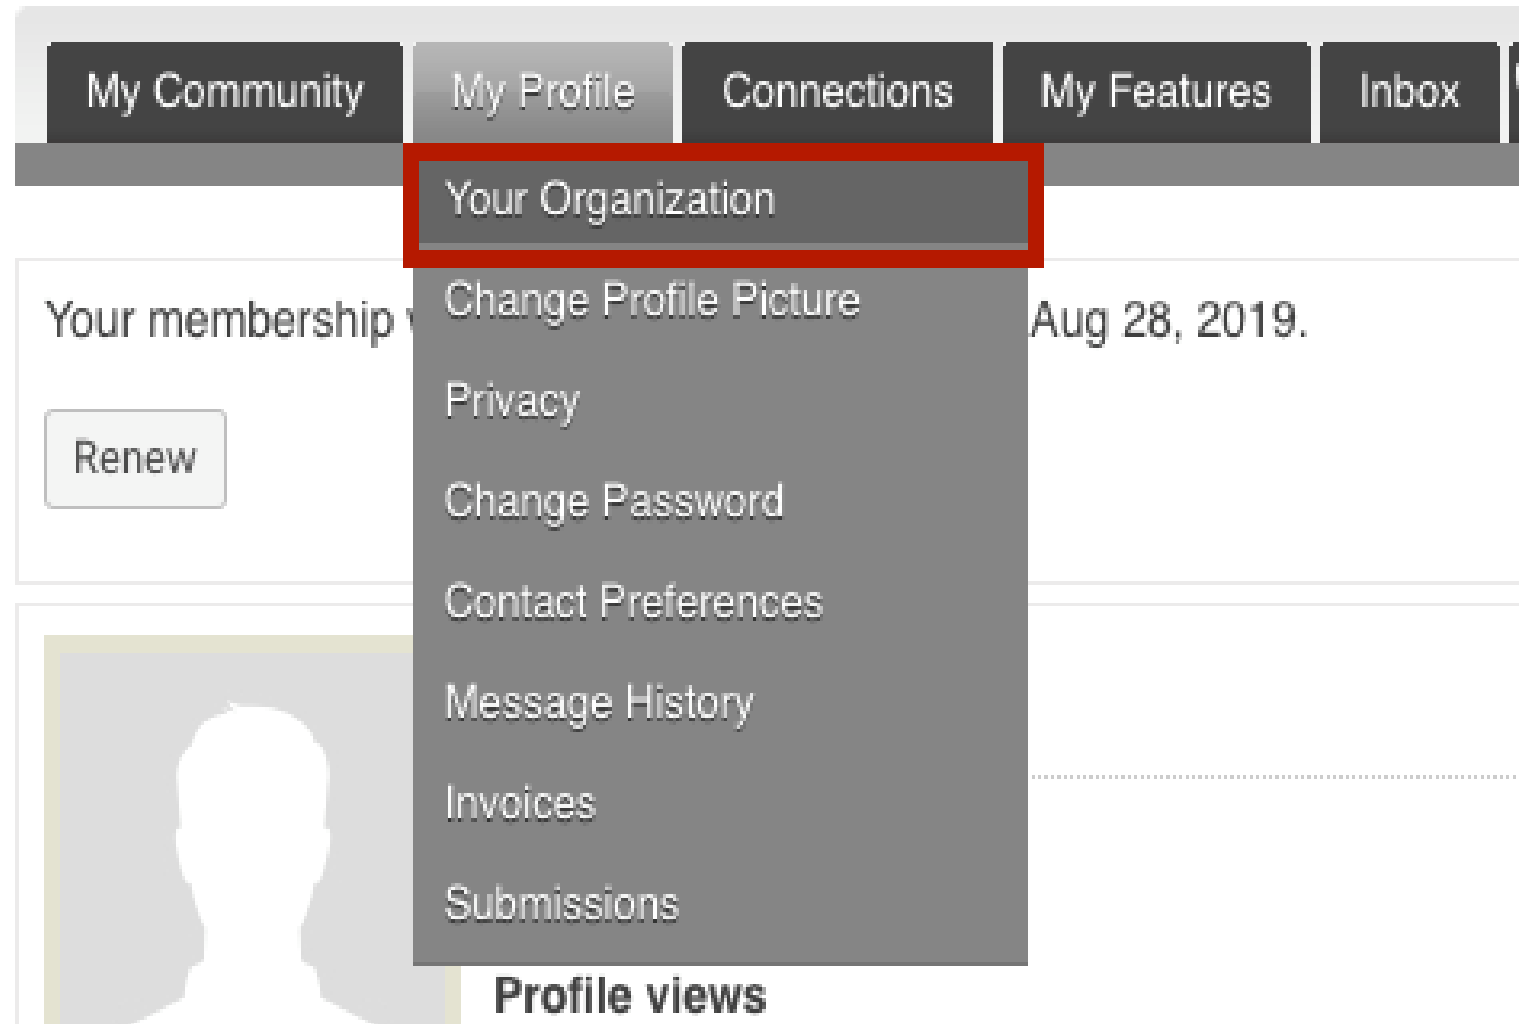 My Community My Profile Connections My Features Inbox
Your Organization
Change Profile Picture
Your membership Aug 28, 2019.
Privacy
Renew
Change Password
Contact Preferences
Message History
Invoices
Submissions
Profile views